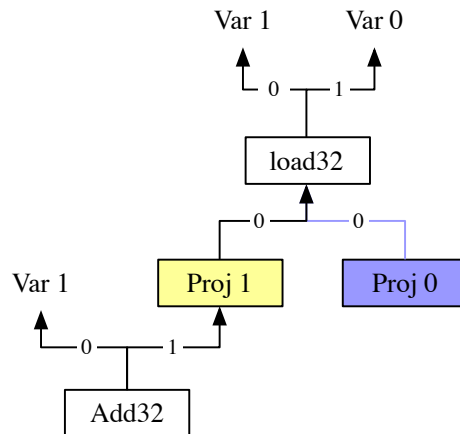 Var 1 Var 0
0 1
load32
0 0
Var 1 Proj 1 Proj 0
0 1
Add32